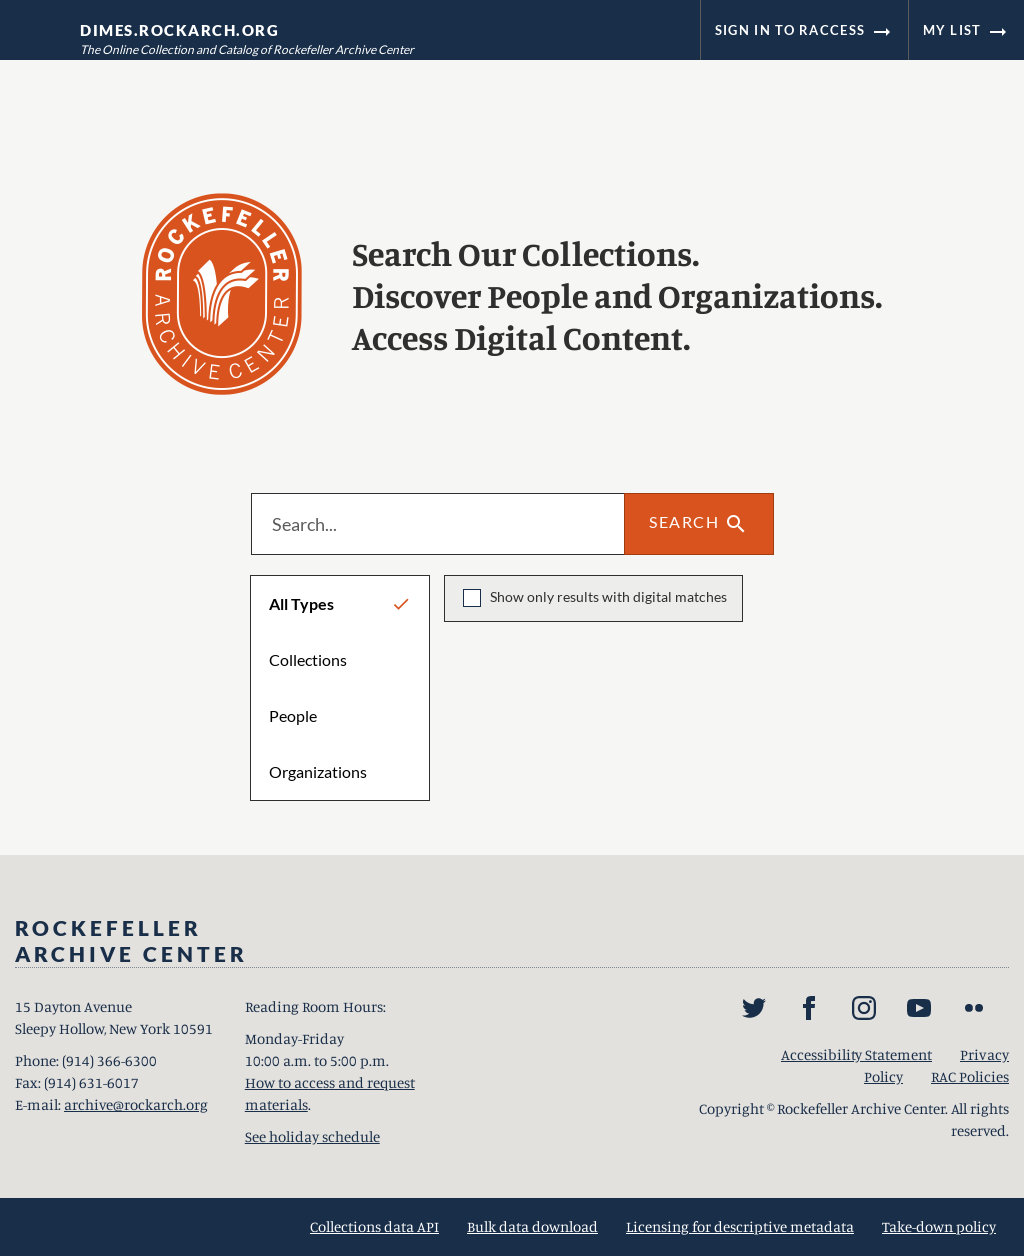 DIMES.ROCKARCH.ORG
The Online Collection and Catalog of Rockefeller Archive Center
SIGN IN TO RACCESS
MY LIST
ROCKEFELLER
ARCHIVE CENTER
Search Our Collections.
Discover People and Organizations.
Access Digital Content.
Search...
SEARCH
All Types
Collections
People
Organizations
Show only results with digital matches
ROCKEFELLER
ARCHIVE CENTER
15 Dayton Avenue
Sleepy Hollow, New York 10591
Phone: (914) 366-6300
Fax: (914) 631-6017
E-mail: archive@rockarch.org
Reading Room Hours:
Monday-Friday
10:00 a.m. to 5:00 p.m.
How to access and request
materials.
See holiday schedule
Accessibility Statement Privacy
Policy RAC Policies
Copyright © Rockefeller Archive Center. All rights
reserved.
Collections data API Bulk data download Licensing for descriptive metadata Take-down policy